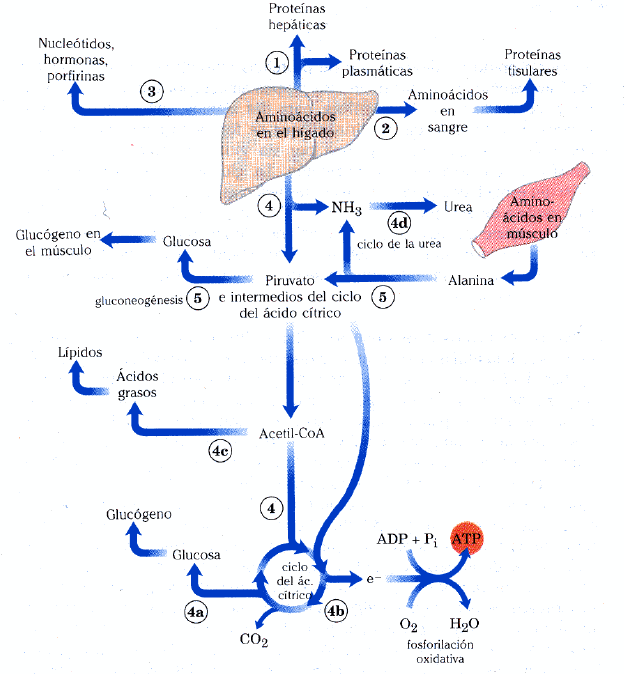 Proteínas
hepáticas
Nucleótidos,
hormonas,
porfirinas
1
Proteínas
plasmáticas
Proteínas
tisulares
3
Aminoácidos
en el hígado
2
Aminoácidos
en
sangre
4
NH3
4d
Urea
Amino-
ácidos en
músculo
Glucógeno en
el músculo
Glucosa
ciclo de la urea
gluconeogénesis
5
Piruvato
e intermedios del ciclo
del ácido cítrico
5
Alanina
Lípidos
Ácidos
grasos
4c
Acetil-CoA
4
Glucógeno
Glucosa
4a
ciclo
del ác.
cítrico
4b
CO2
e−
ADP + Pi
ATP
O2
H2O
fosforilación
oxidativa